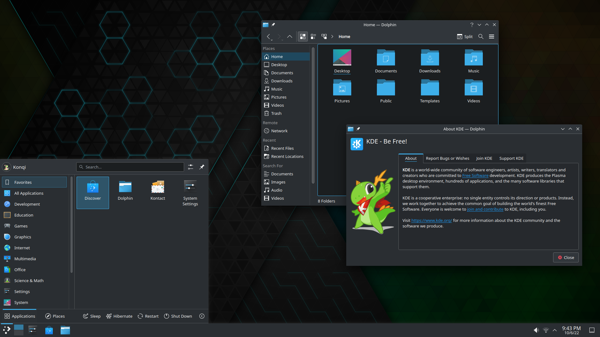 Home — Dolphin
Home
Split
Places
Home
Desktop
Documents
Downloads
Music
Pictures
Videos
Trash
Remote
Network
Recent
Recent Files
Recent Locations
Search For
Documents
Images
Audio
Videos
Desktop
Documents
Downloads
Music
Pictures
Public
Templates
Videos
8 Folders
About KDE — Dolphin
KDE - Be Free!
About
Report Bugs or Wishes
Join KDE
Support KDE
KDE is a world-wide community of software engineers, artists, writers, translators and
creators who are committed to Free Software development. KDE produces the Plasma
desktop environment, hundreds of applications, and the many software libraries that
support them.
KDE is a cooperative enterprise: no single entity controls its direction or products. Instead,
we work together to achieve the common goal of building the world's finest Free
Software. Everyone is welcome to join and contribute to KDE, including you.
Visit https://www.kde.org/ for more information about the KDE community and the
software we produce.
Close
Konqi
Search...
Favorites
All Applications
Development
Education
Games
Graphics
Internet
Multimedia
Office
Science & Math
Settings
System
Discover
Dolphin
Kontact
System
Settings
Applications
Places
Sleep
Hibernate
Restart
Shut Down
9:43 PM
10/6/22